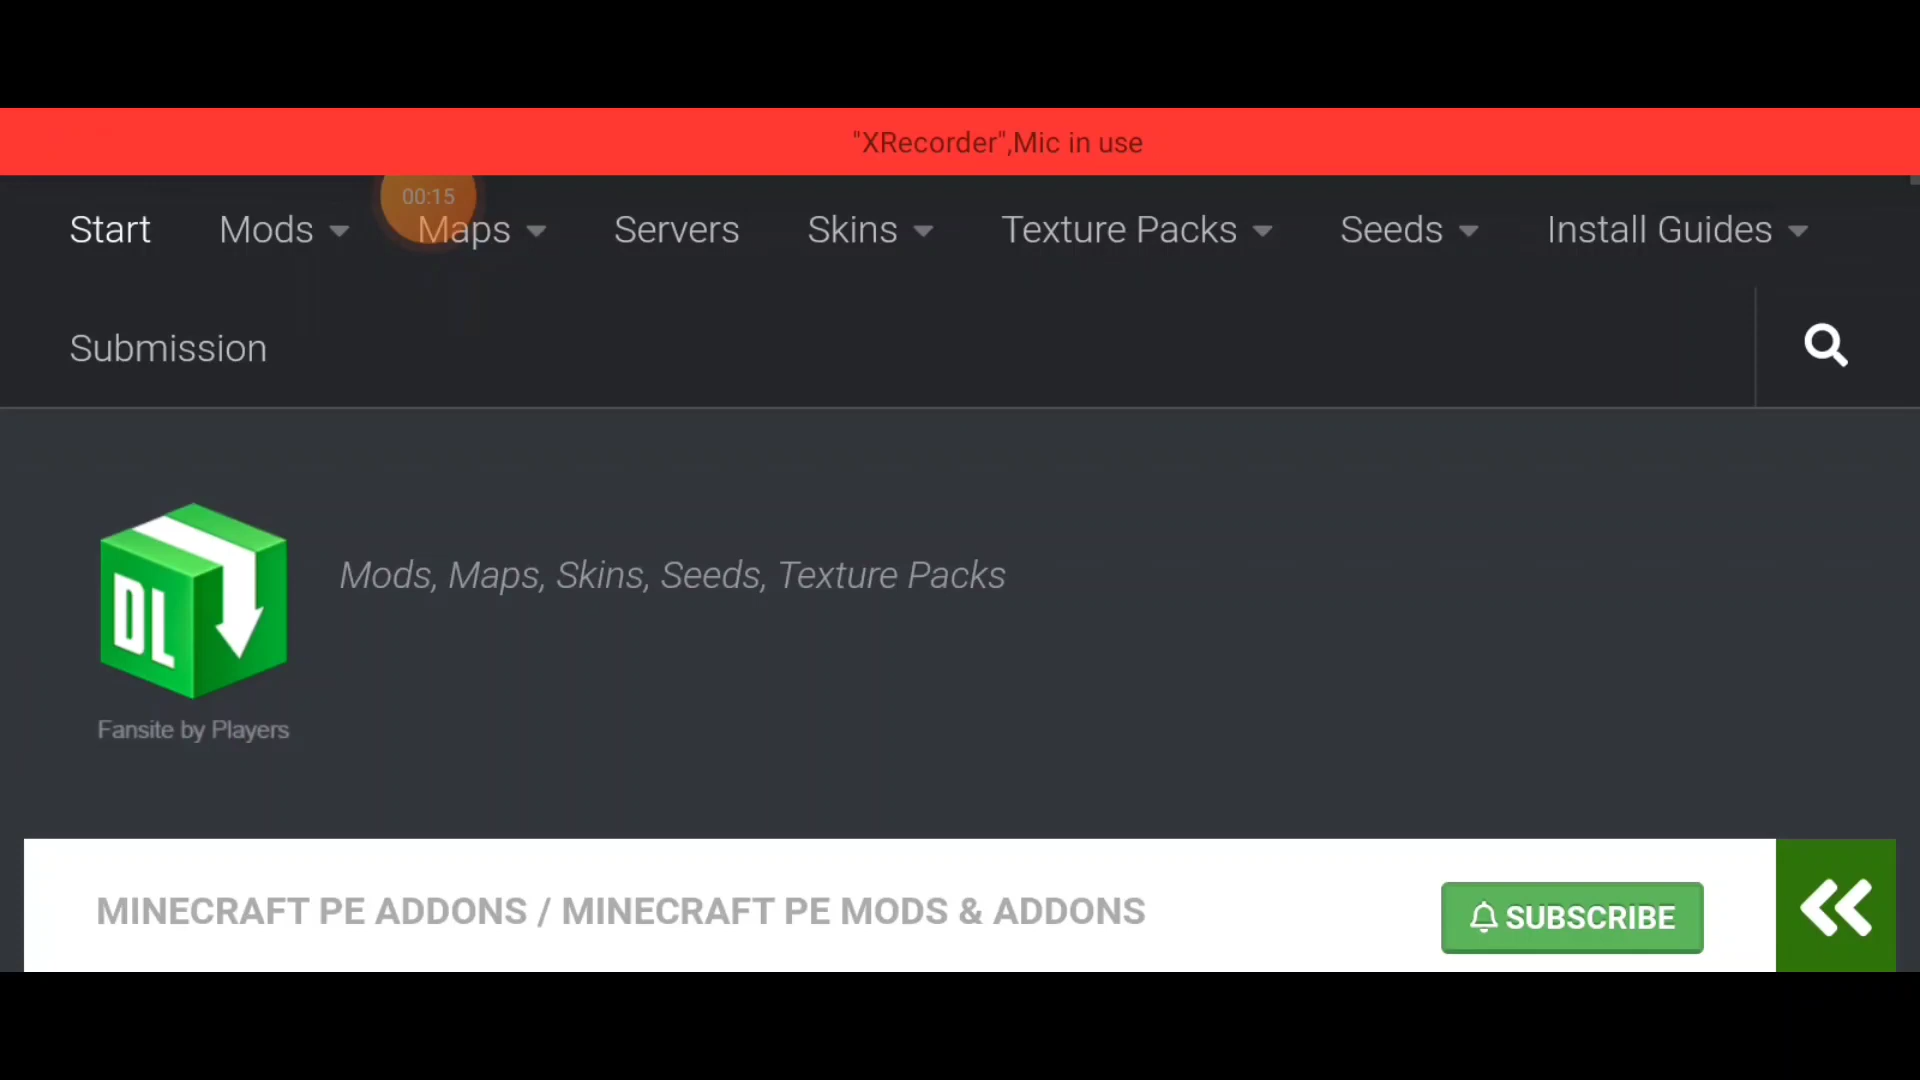 "XRecorder",Mic in use
00:15
Start Mods Maps Servers Skins Texture Packs Seeds Install Guides
Submission
DL
Mods, Maps, Skins, Seeds, Texture Packs
Fansite by Players
MINECRAFT PE ADDONS / MINECRAFT PE MODS & ADDONS
SUBSCRIBE